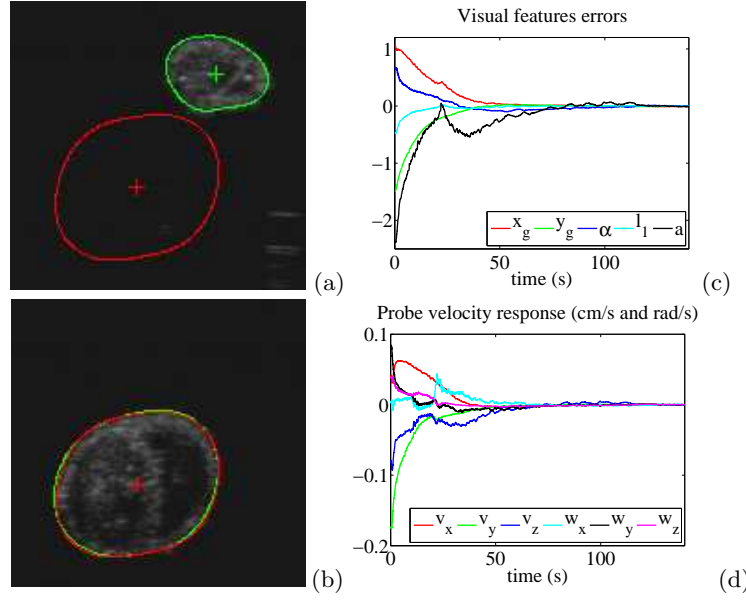 Visual features errors
1
0
−1
−2
0 50 100
x_g y_g α l_l a
time (s)
(a)
(c)
Probe velocity response (cm/s and rad/s)
0.1
0
−0.1
−0.2
0 50 100
v_x v_y v_z w_x w_y w_z
time (s)
(b)
(d)